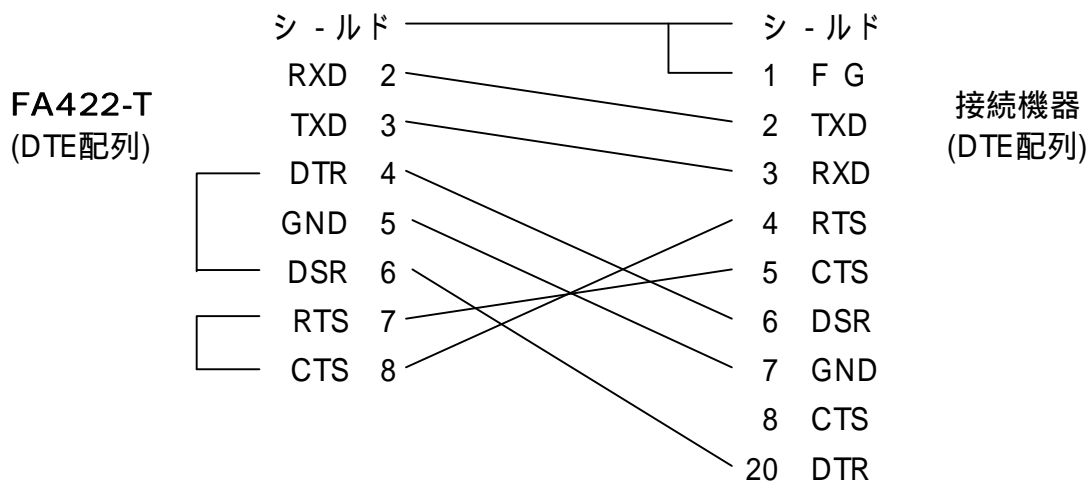 シ - ルド シ - ルド
RXD 2 1 F G
FA422-T
(DTE配列)
TXD 3 2 TXD
接続機器
(DTE配列)
DTR 4 3 RXD
GND 5 4 RTS
DSR 6 5 CTS
RTS 7 6 DSR
CTS 8 7 GND
8 CTS
20 DTR